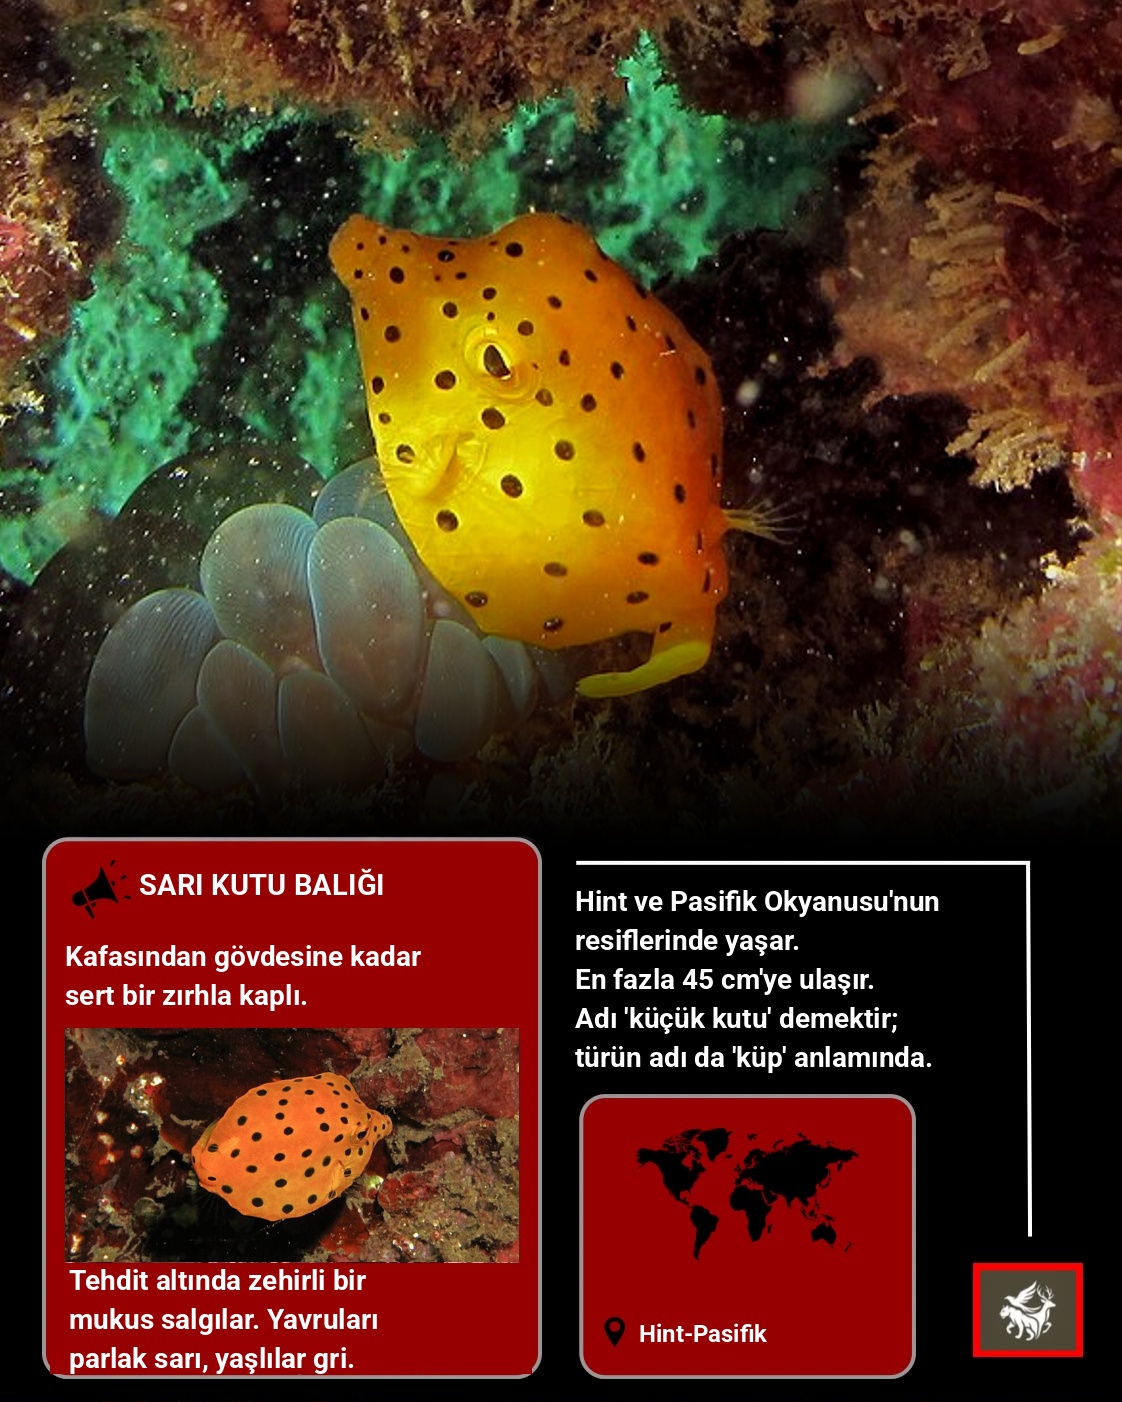 SARI KUTU BALIĞI
Kafasından gövdesine kadar
sert bir zırhla kaplı.
Tehdit altında zehirli bir
mukus salgılar. Yavruları
parlak sarı, yaşlılar gri.
Hint ve Pasifik Okyanusu'nun
resiflerinde yaşar.
En fazla 45 cm'ye ulaşır.
Adı 'küçük kutu' demektir;
türün adı da 'küp' anlamında.
Hint-Pasifik